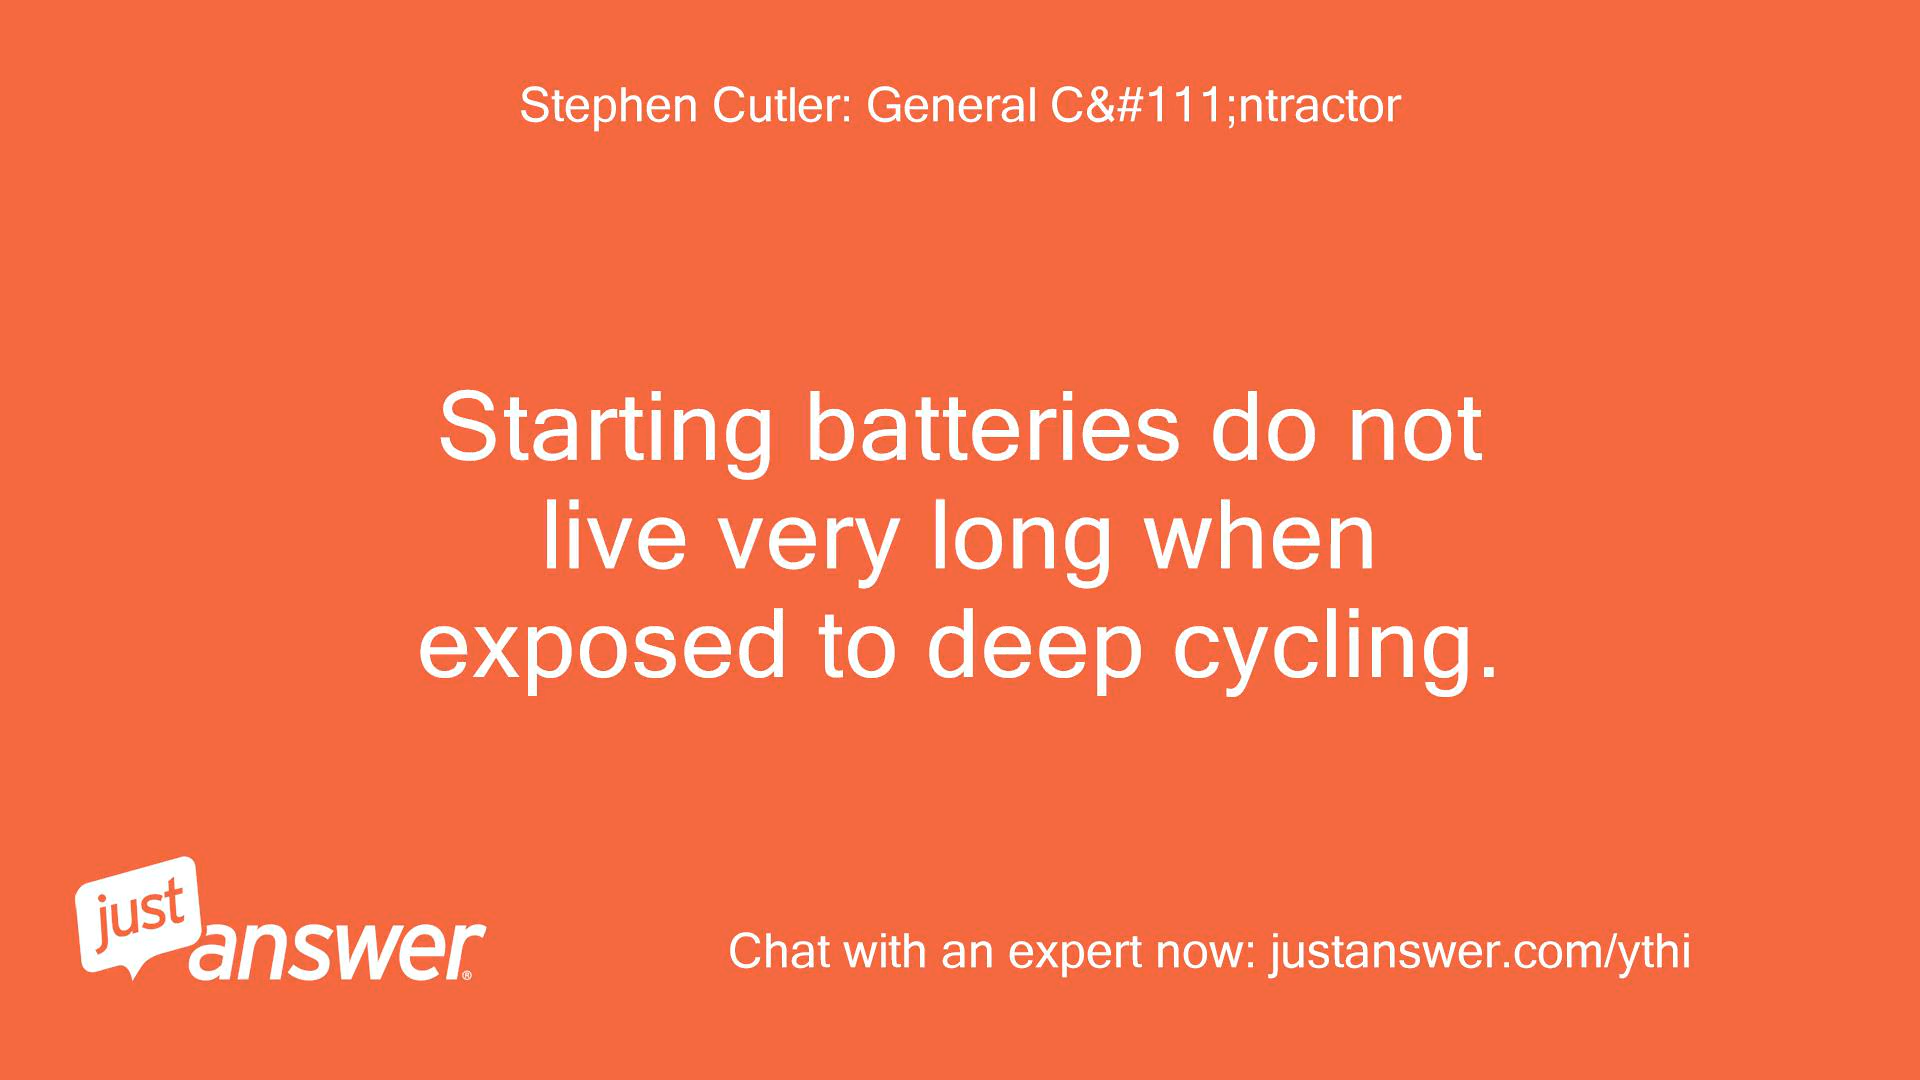 Stephen Cutler: General C&#111;ntractor
Starting batteries do not
live very long when
exposed to deep cycling.
just
answer®
Chat with an expert now: justanswer.com/ythi